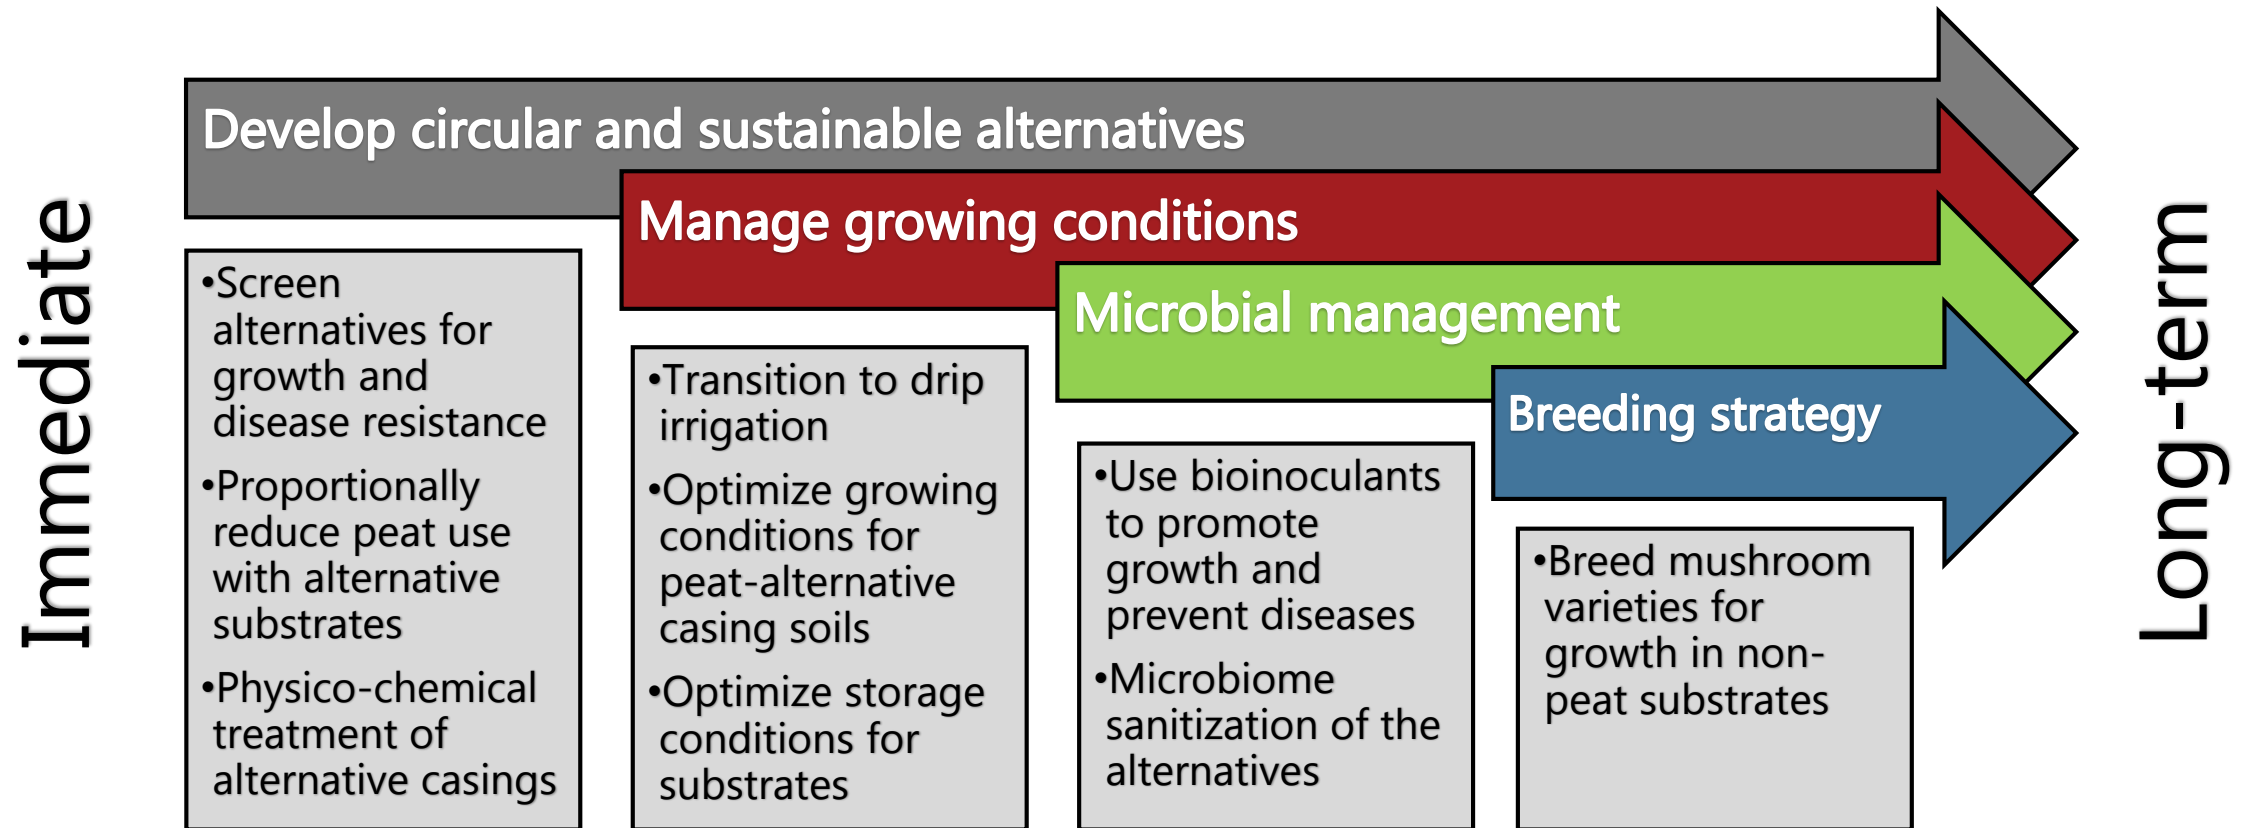 Immediate
Develop circular and sustainable alternatives
•Screen
alternatives for
growth and
disease resistance
•Proportionally
reduce peat use
with alternative
substrates
•Physico-chemical
treatment of
alternative casings
Manage growing conditions
•Transition to drip
irrigation
•Optimize growing
conditions for
peat-alternative
casing soils
•Optimize storage
conditions for
substrates
Microbial management
•Use bioinoculants
to promote
growth and
prevent diseases
•Microbiome
sanitization of the
alternatives
Breeding strategy
•Breed mushroom
varieties for
growth in non-
peat substrates
Long-term